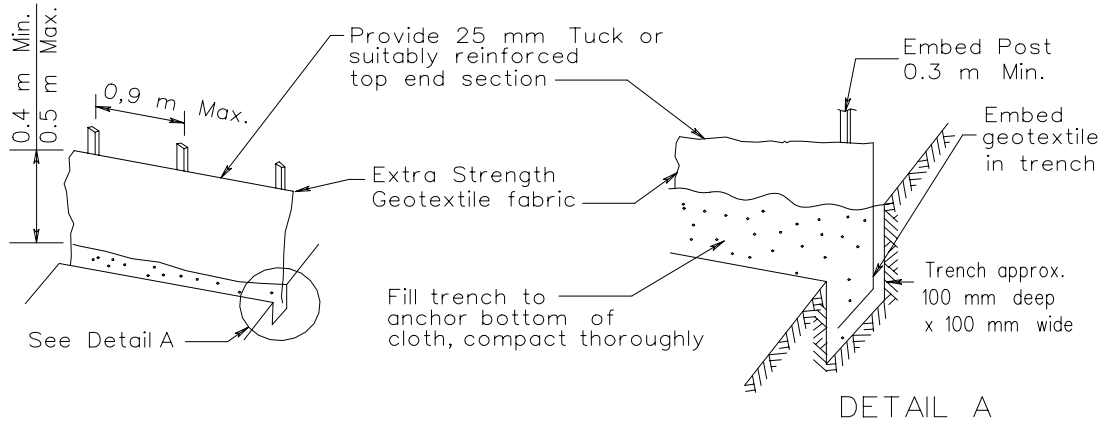 0.4 m Min.
0.5 m Max.
0,9 m Max.
Provide 25 mm Tuck or
suitably reinforced
top end section
Extra Strength
Geotextile fabric
See Detail A
Fill trench to
anchor bottom of
cloth, compact thoroughly
Embed Post
0.3 m Min.
Embed
geotextile
in trench
Trench approx.
100 mm deep
x 100 mm wide
DETAIL A